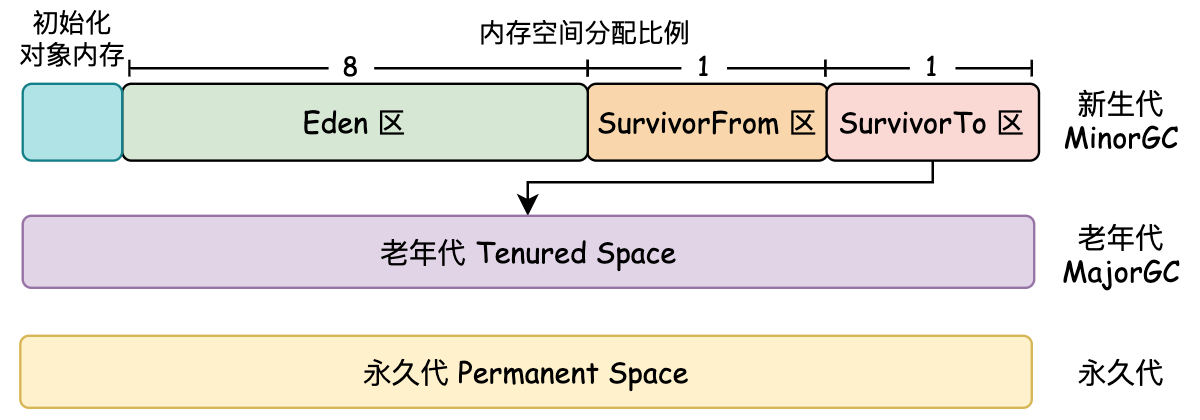 初始化
对象内存
内存空间分配比例
8
1
1
Eden 区
SurvivorFrom 区
SurvivorTo 区
新生代
MinorGC
老年代 Tenured Space
老年代
MajorGC
永久代 Permanent Space
永久代